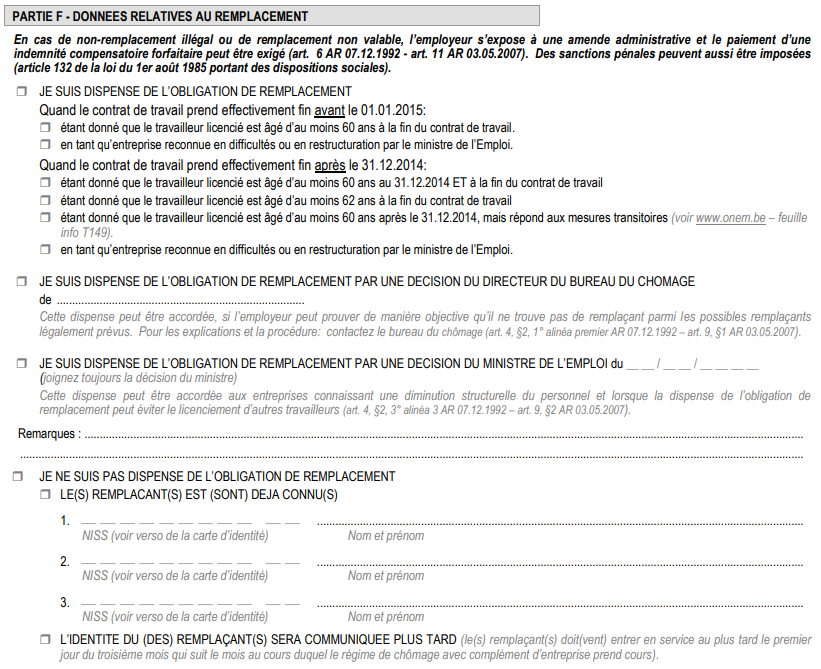 PARTIE F - DONNEES RELATIVES AU REMPLACEMENT
En cas de non-remplacement illégal ou de remplacement non valable, l'employeur s'expose à une amende administrative et le paiement d'une
indemnité compensatoire forfaitaire peut être exigé (art. 6 AR 07.12.1992 - art. 11 AR 03.05.2007). Des sanctions pénales peuvent aussi être imposées
(article 132 de la loi du 1er août 1985 portant des dispositions sociales).
❒ JE SUIS DISPENSE DE L'OBLIGATION DE REMPLACEMENT
Quand le contrat de travail prend effectivement fin avant le 01.01.2015:
❒ étant donné que le travailleur licencié est âgé d'au moins 60 ans à la fin du contrat de travail.
❒ en tant qu'entreprise reconnue en difficultés ou en restructuration par le ministre de l'Emploi.
Quand le contrat de travail prend effectivement fin après le 31.12.2014:
❒ étant donné que le travailleur licencié est âgé d'au moins 60 ans au 31.12.2014 ET à la fin du contrat de travail
❒ étant donné que le travailleur licencié est âgé d'au moins 62 ans à la fin du contrat de travail
❒ étant donné que le travailleur licencié est âgé d'au moins 60 ans après le 31.12.2014, mais répond aux mesures transitoires (voir www.onem.be – feuille
info T149).
❒ en tant qu'entreprise reconnue en difficultés ou en restructuration par le ministre de l'Emploi.
❒ JE SUIS DISPENSE DE L'OBLIGATION DE REMPLACEMENT PAR UNE DECISION DU DIRECTEUR DU BUREAU DU CHOMAGE
de ................................................................................
Cette dispense peut être accordée, si l'employeur peut prouver de manière objective qu'il ne trouve pas de remplaçant parmi les possibles remplaçants
légalement prévus. Pour les explications et la procédure: contactez le bureau du chômage (art. 4, §2, 1° alinéa premier AR 07.12.1992 – art. 9, §1 AR 03.05.2007).
❒ JE SUIS DISPENSE DE L'OBLIGATION DE REMPLACEMENT PAR UNE DECISION DU MINISTRE DE L'EMPLOI du __ __ / __ __ / __ __ __ __
(joignez toujours la décision du ministre)
Cette dispense peut être accordée aux entreprises connaissant une diminution structurelle du personnel et lorsque la dispense de l'obligation de
remplacement peut éviter le licenciement d'autres travailleurs (art. 4, §2, 3° alinéa 3 AR 07.12.1992 – art. 9, §2 AR 03.05.2007).
Remarques : ................................................................................
................................................................................
❒ JE NE SUIS PAS DISPENSE DE L'OBLIGATION DE REMPLACEMENT
❒ LE(S) REMPLACANT(S) EST (SONT) DEJA CONNU(S)
1. __ __ __ __ __ __ __ __ __ __ __ ................................................................................
NISS (voir verso de la carte d'identité) Nom et prénom
2. __ __ __ __ __ __ __ __ __ __ __ ................................................................................
NISS (voir verso de la carte d'identité) Nom et prénom
3. __ __ __ __ __ __ __ __ __ __ __ ................................................................................
NISS (voir verso de la carte d'identité) Nom et prénom
❒ L'IDENTITE DU (DES) REMPLAÇANT(S) SERA COMMUNIQUEE PLUS TARD (le(s) remplaçant(s) doit(vent) entrer en service au plus tard le premier
jour du troisième mois qui suit le mois au cours duquel le régime de chômage avec complément d'entreprise prend cours).